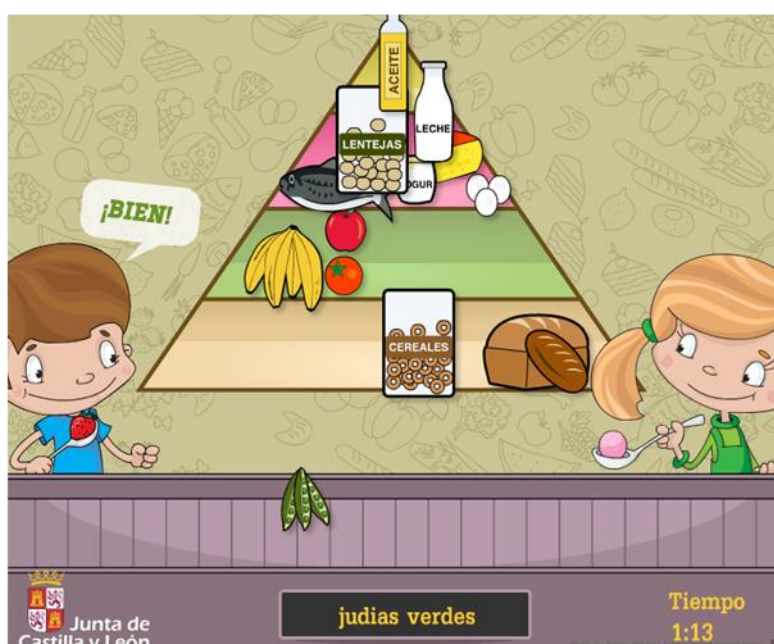 ACEITE
LECHE
LENTEJAS
OGUR
¡BIEN!
CEREALES
judias verdes
Tiempo
1:13
Junta de
Castilla y León